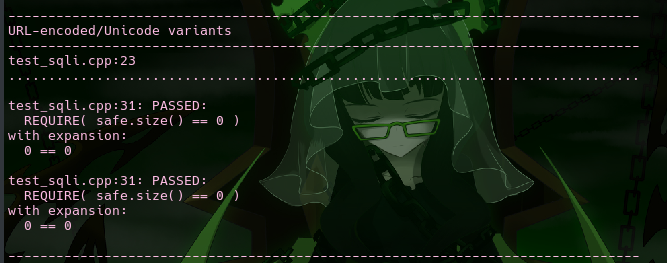 -------------------------------------------------------------------------------
URL-encoded/Unicode variants
-------------------------------------------------------------------------------
test_sqli.cpp:23
...............................................................................
test_sqli.cpp:31: PASSED:
  REQUIRE( safe.size() == 0 )
with expansion:
  0 == 0
test_sqli.cpp:31: PASSED:
  REQUIRE( safe.size() == 0 )
with expansion:
  0 == 0
-------------------------------------------------------------------------------